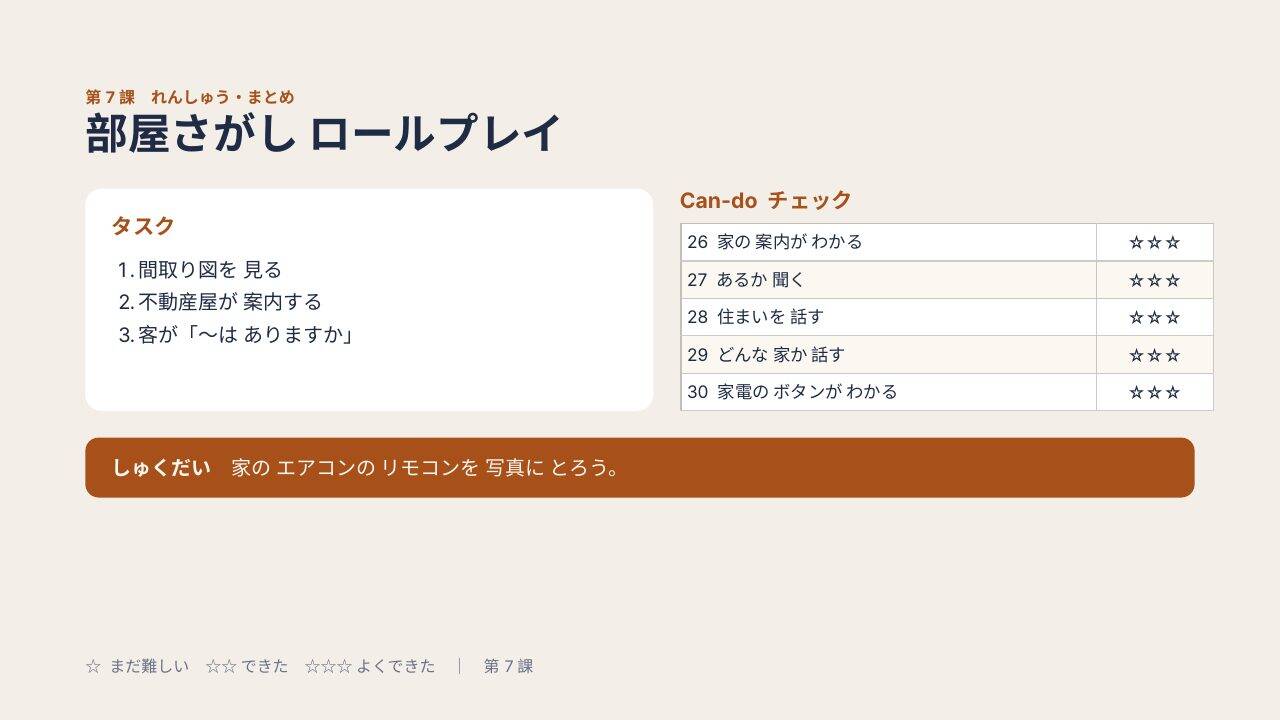 第7課　れんしゅう・まとめ
部屋さがし ロールプレイ
タスク
1. 間取り図を 見る
2. 不動産屋が 案内する
3. 客が「〜は ありますか」
Can-do チェック
26 家の 案内が わかる ☆☆☆
27 あるか 聞く ☆☆☆
28 住まいを 話す ☆☆☆
29 どんな 家か 話す ☆☆☆
30 家電の ボタンが わかる ☆☆☆
しゅくだい　家の エアコンの リモコンを 写真に とろう。
☆ まだ難しい　☆☆ できた　☆☆☆ よくできた　｜　第7課